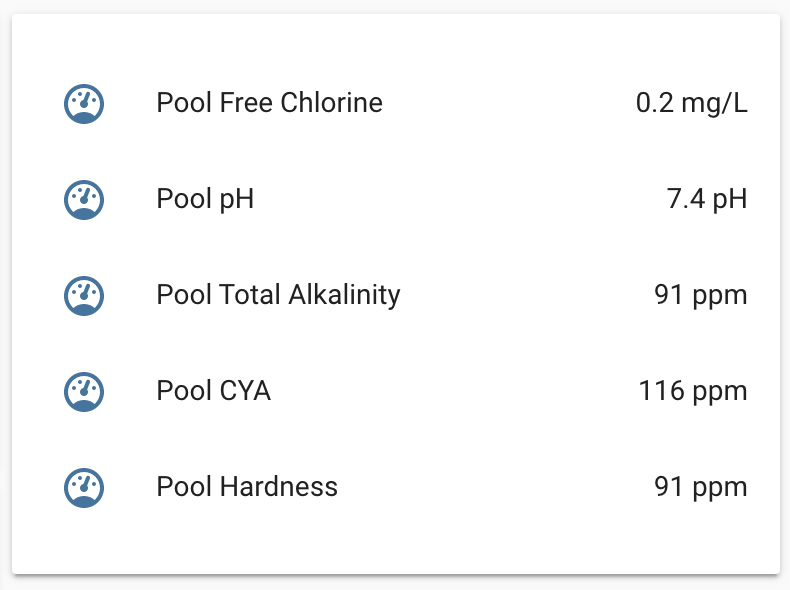 Pool Free Chlorine 0.2 mg/L
Pool pH 7.4 pH
Pool Total Alkalinity 91 ppm
Pool CYA 116 ppm
Pool Hardness 91 ppm